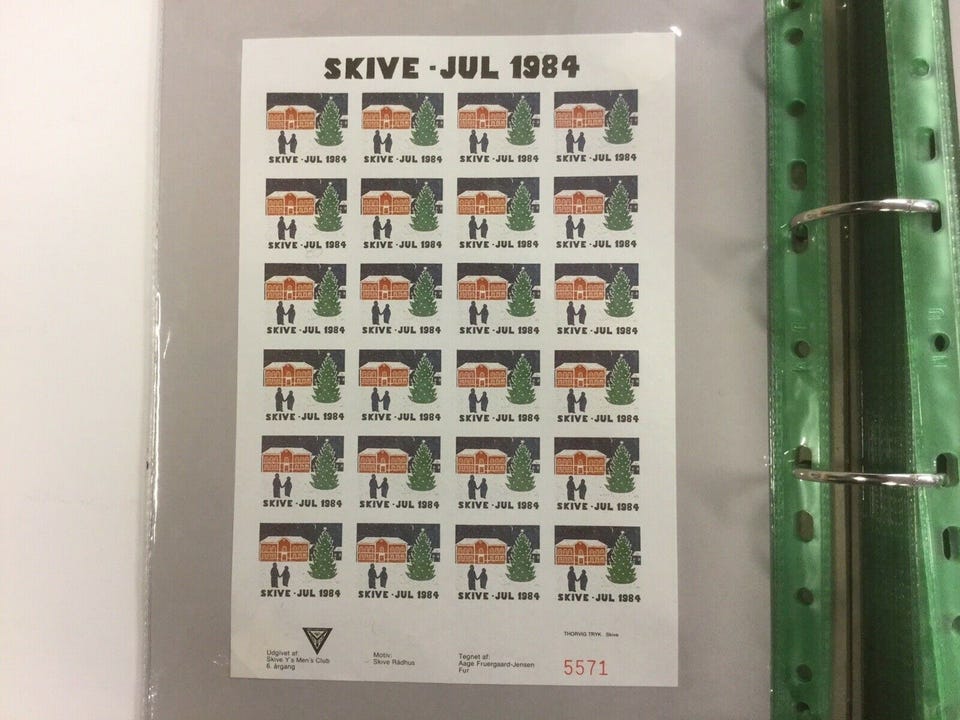 SKIVE · JUL 1984
SKIVE · JUL 1984 SKIVE · JUL 1984 SKIVE · JUL 1984 SKIVE · JUL 1984
SKIVE · JUL 1984 SKIVE · JUL 1984 SKIVE · JUL 1984 SKIVE · JUL 1984
SKIVE · JUL 1984 SKIVE · JUL 1984 SKIVE · JUL 1984 SKIVE · JUL 1984
SKIVE · JUL 1984 SKIVE · JUL 1984 SKIVE · JUL 1984 SKIVE · JUL 1984
SKIVE · JUL 1984 SKIVE · JUL 1984 SKIVE · JUL 1984 SKIVE · JUL 1984
SKIVE · JUL 1984 SKIVE · JUL 1984 SKIVE · JUL 1984 SKIVE · JUL 1984
THORVIG TRYK Skive
Udgivet af:
Skive Y's Men's Club
6. årgang
Motiv:
Skive Rådhus
Tegnet af:
Aage Fruergaard-Jensen
Fur
5571